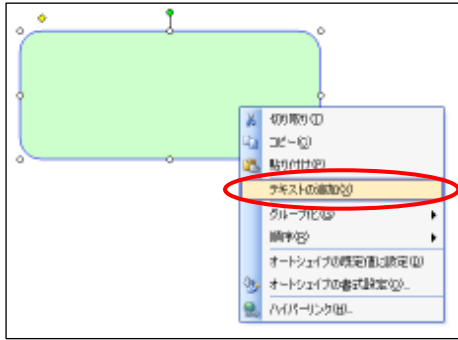 切り取り(T)
コピー(C)
貼り付け(P)
テキストの追加(X)
グループ化(G)
順序(R)
オートシェイプの既定値に設定(D)
オートシェイプの書式設定(O)...
ハイパーリンク(H)...